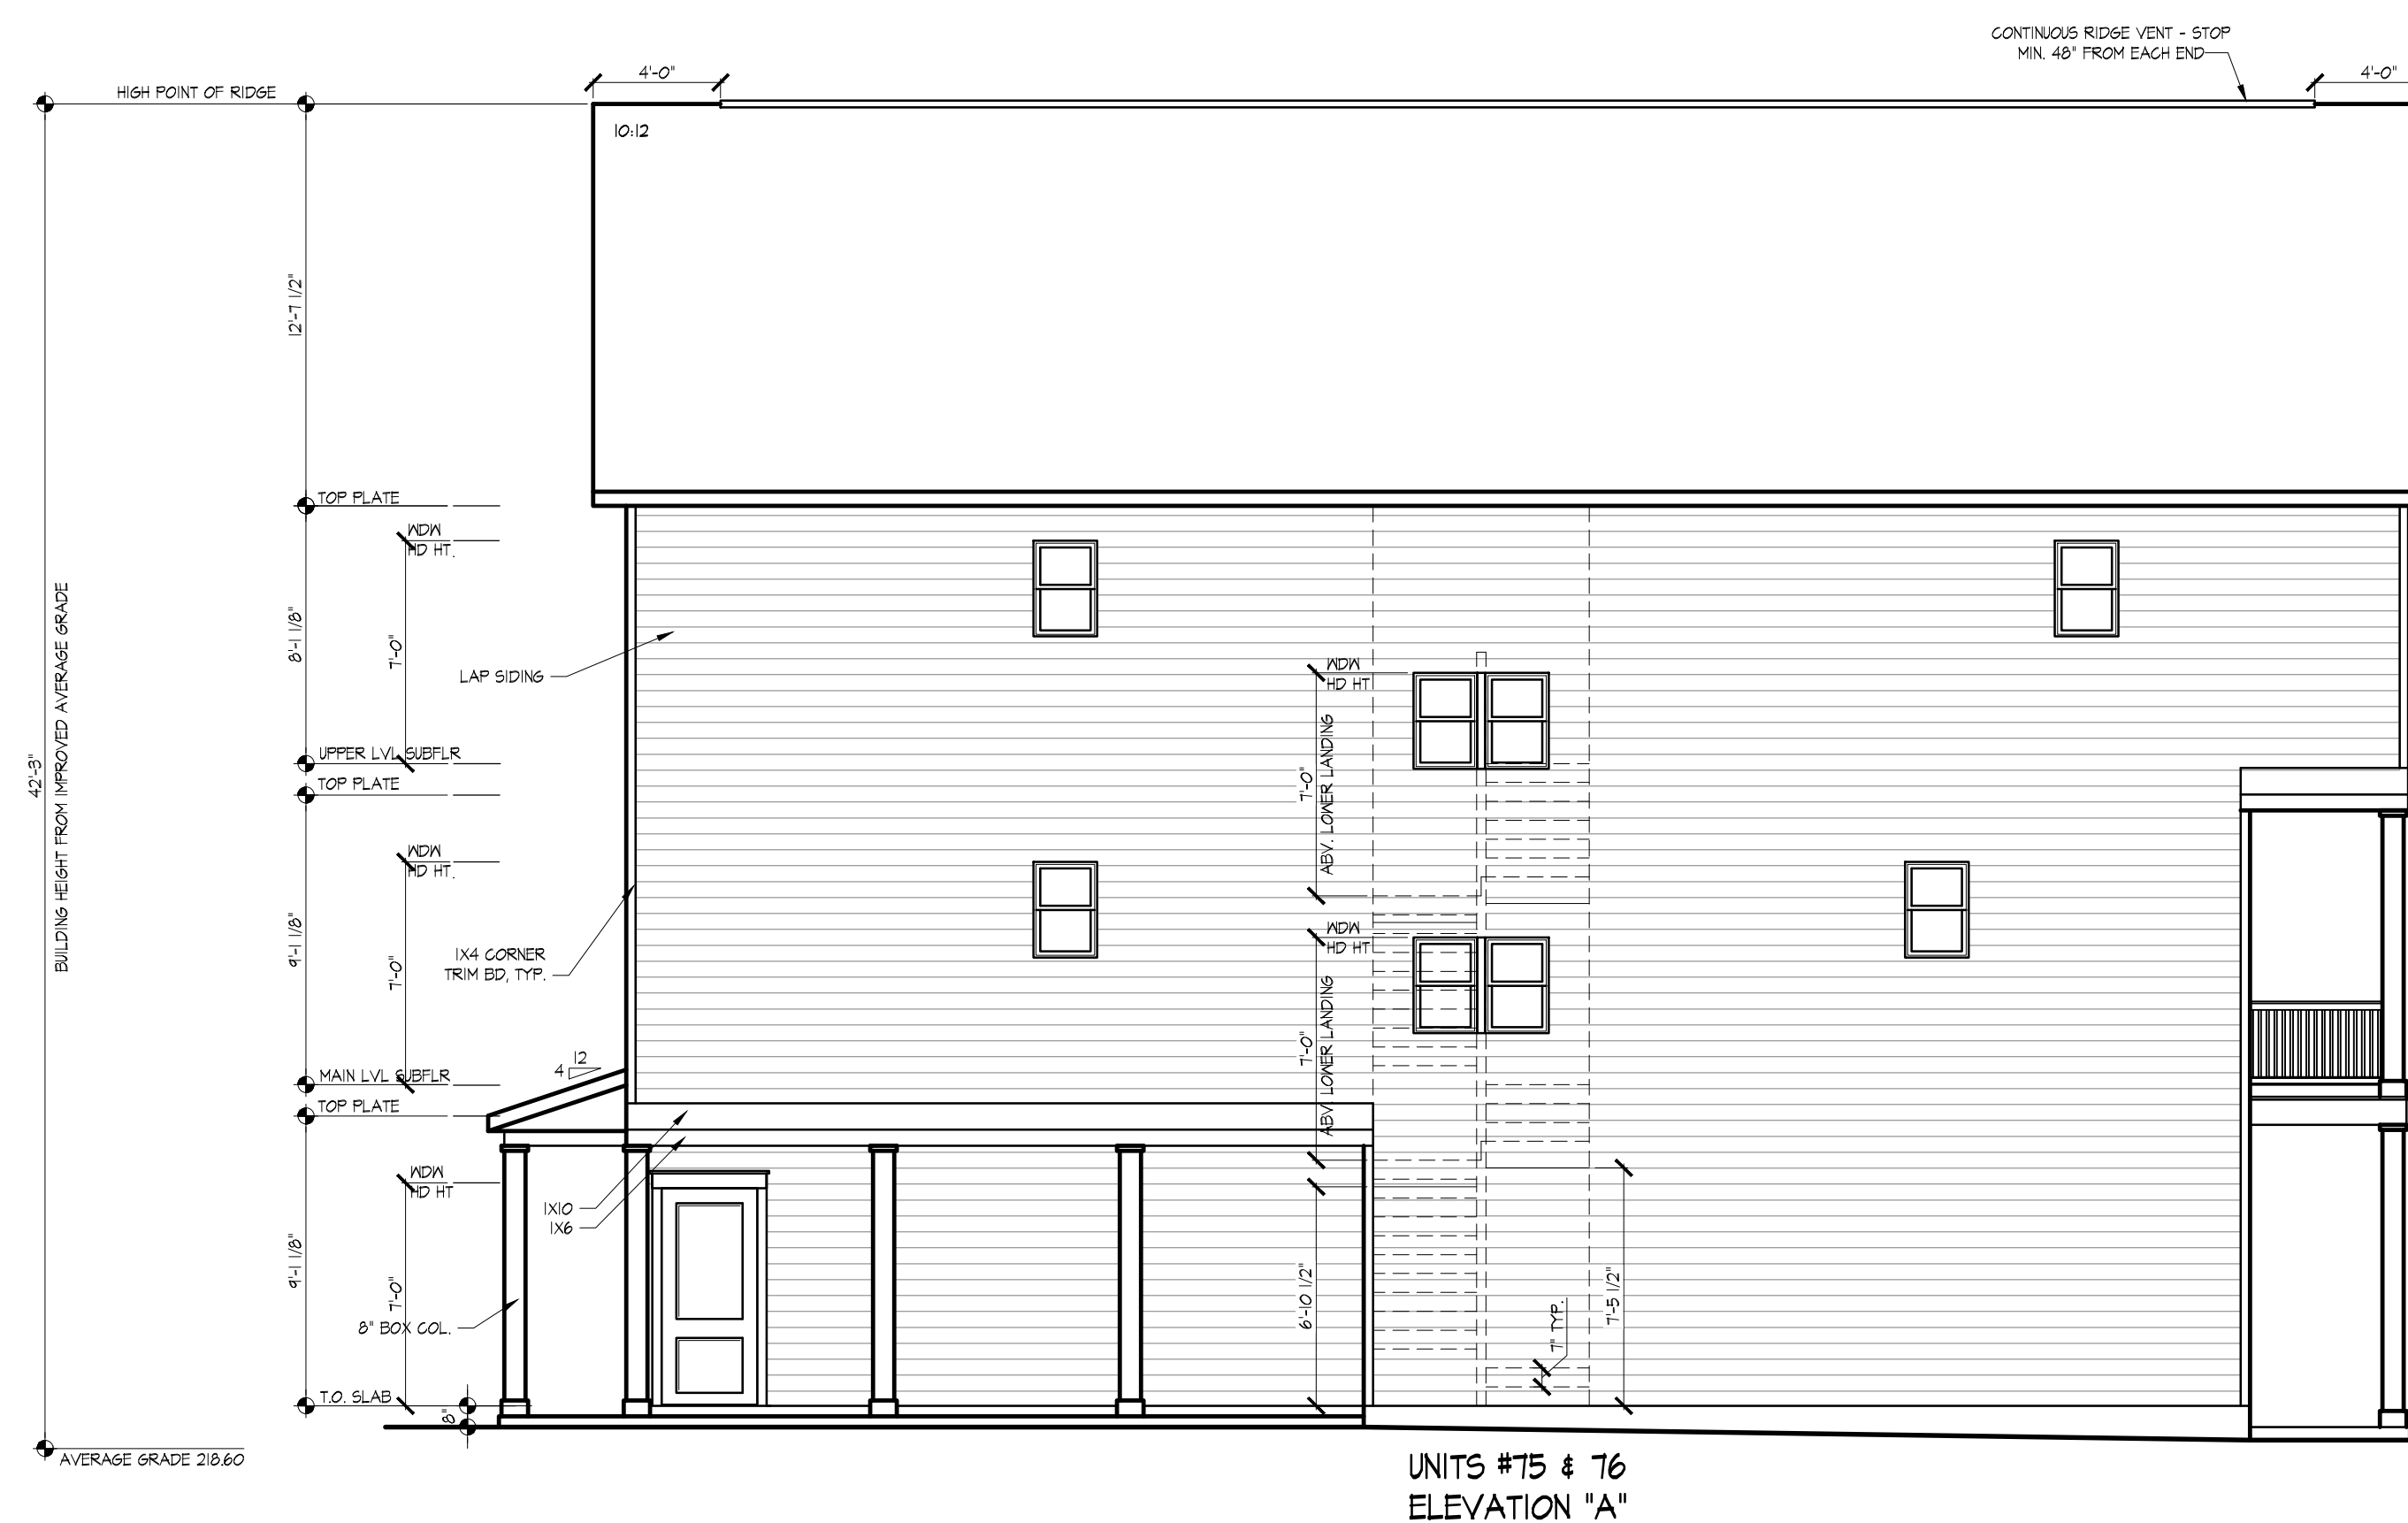 CONTINUOUS RIDGE VENT - STOP
MIN. 48" FROM EACH END
4'-0"
4'-0"
HIGH POINT OF RIDGE
10:12
12'-7 1/2"
TOP PLATE
WDW
HD HT.
8'-1 1/8"
7'-0"
LAP SIDING
WDW
HD HT
7'-0"
ABV. LOWER LANDING
UPPER LVL SUBFLR
TOP PLATE
42'-3"
BUILDING HEIGHT FROM IMPROVED AVERAGE GRADE
WDW
HD HT.
9'-1 1/8"
7'-0"
1X4 CORNER
TRIM BD, TYP.
WDW
HD HT
7'-0"
ABV. LOWER LANDING
12
4
MAIN LVL SUBFLR
TOP PLATE
WDW
HD HT
1X10
1X6
9'-1 1/8"
7'-0"
8" BOX COL.
6'-10 1/2"
7" TYP.
7'-5 1/2"
T.O. SLAB
8"
AVERAGE GRADE 218.60
UNITS #75 & 76
ELEVATION "A"